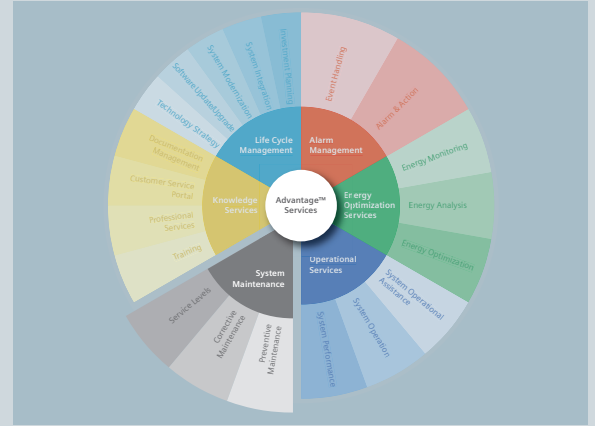 Advantage™
Services
Alarm
Management
Event Handling
Alarm & Action
Energy
Optimization
Services
Energy Monitoring
Energy Analysis
Energy Optimization
Operational
Services
System Operational
Assistance
System Operation
System Performance
System
Maintenance
Preventive
Maintenance
Corrective
Maintenance
Service Levels
Knowledge
Services
Training
Professional
Services
Customer Service
Portal
Documentation
Management
Life Cycle
Management
Technology Strategy
Software Update/Upgrade
System Modernization
System Integration
Investment Planning